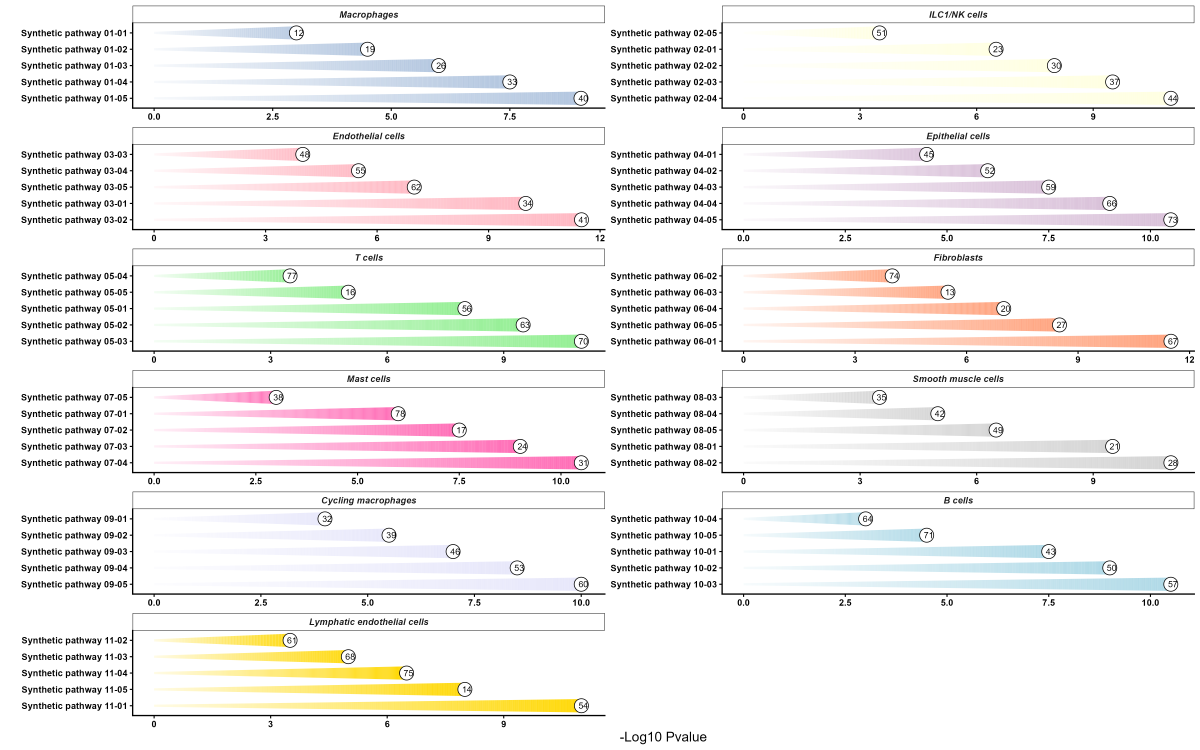 Macrophages
Synthetic pathway 01-01 12
Synthetic pathway 01-02 19
Synthetic pathway 01-03 26
Synthetic pathway 01-04 33
Synthetic pathway 01-05 40
0.0 2.5 5.0 7.5
ILC1/NK cells
Synthetic pathway 02-05 51
Synthetic pathway 02-01 23
Synthetic pathway 02-02 30
Synthetic pathway 02-03 37
Synthetic pathway 02-04 44
0 3 6 9
Endothelial cells
Synthetic pathway 03-03 48
Synthetic pathway 03-04 55
Synthetic pathway 03-05 62
Synthetic pathway 03-01 34
Synthetic pathway 03-02 41
0 3 6 9 12
Epithelial cells
Synthetic pathway 04-01 45
Synthetic pathway 04-02 52
Synthetic pathway 04-03 59
Synthetic pathway 04-04 66
Synthetic pathway 04-05 73
0.0 2.5 5.0 7.5 10.0
T cells
Synthetic pathway 05-04 77
Synthetic pathway 05-05 16
Synthetic pathway 05-01 56
Synthetic pathway 05-02 63
Synthetic pathway 05-03 70
0 3 6 9
Fibroblasts
Synthetic pathway 06-02 74
Synthetic pathway 06-03 13
Synthetic pathway 06-04 20
Synthetic pathway 06-05 27
Synthetic pathway 06-01 67
0 3 6 9 12
Mast cells
Synthetic pathway 07-05 38
Synthetic pathway 07-01 78
Synthetic pathway 07-02 17
Synthetic pathway 07-03 24
Synthetic pathway 07-04 31
0.0 2.5 5.0 7.5 10.0
Smooth muscle cells
Synthetic pathway 08-03 35
Synthetic pathway 08-04 42
Synthetic pathway 08-05 49
Synthetic pathway 08-01 21
Synthetic pathway 08-02 28
0 3 6 9
Cycling macrophages
Synthetic pathway 09-01 32
Synthetic pathway 09-02 39
Synthetic pathway 09-03 46
Synthetic pathway 09-04 53
Synthetic pathway 09-05 60
0.0 2.5 5.0 7.5 10.0
B cells
Synthetic pathway 10-04 64
Synthetic pathway 10-05 71
Synthetic pathway 10-01 43
Synthetic pathway 10-02 50
Synthetic pathway 10-03 57
0.0 2.5 5.0 7.5 10.0
Lymphatic endothelial cells
Synthetic pathway 11-02 61
Synthetic pathway 11-03 68
Synthetic pathway 11-04 75
Synthetic pathway 11-05 14
Synthetic pathway 11-01 54
0 3 6 9
-Log10 Pvalue